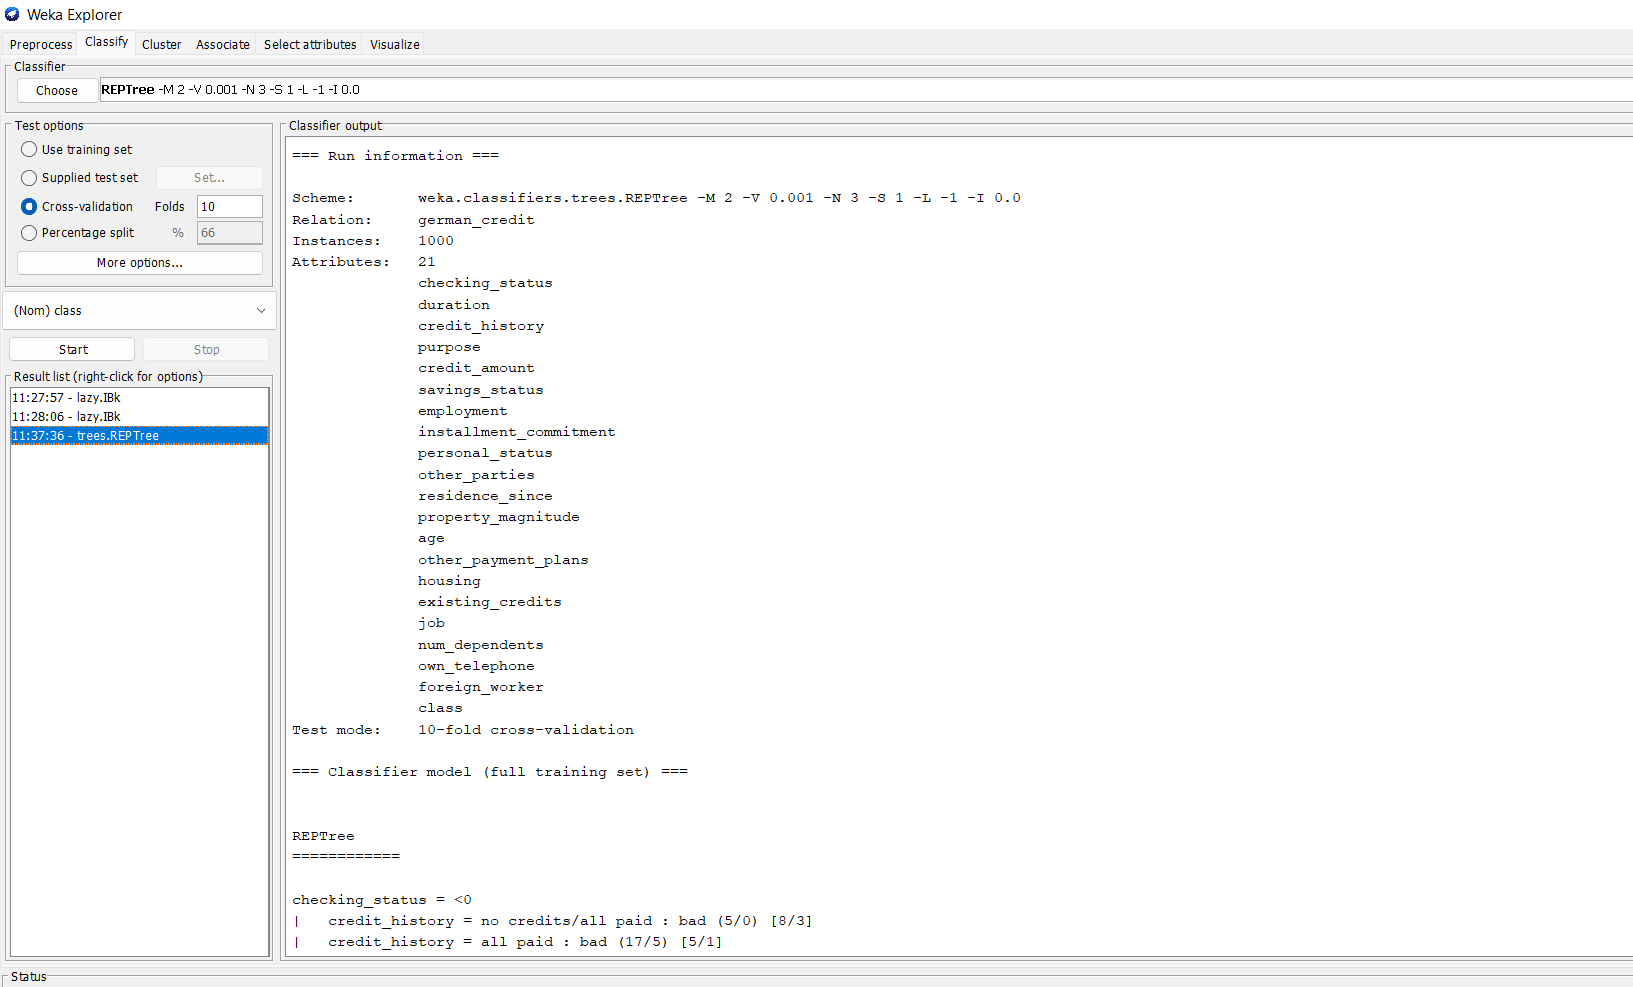 Weka Explorer
Preprocess Classify Cluster Associate Select attributes Visualize
Classifier
Choose REPTree -M 2 -V 0.001 -N 3 -S 1 -L -1 -I 0.0
Test options
Use training set
Supplied test set Set...
Cross-validation Folds 10
Percentage split % 66
More options...
(Nom) class
Start Stop
Result list (right-click for options)
11:27:57 - lazy.IBk
11:28:06 - lazy.IBk
11:37:36 - trees.REPTree
Classifier output
=== Run information ===
Scheme: weka.classifiers.trees.REPTree -M 2 -V 0.001 -N 3 -S 1 -L -1 -I 0.0
Relation: german_credit
Instances: 1000
Attributes: 21
checking_status
duration
credit_history
purpose
credit_amount
savings_status
employment
installment_commitment
personal_status
other_parties
residence_since
property_magnitude
age
other_payment_plans
housing
existing_credits
job
num_dependents
own_telephone
foreign_worker
class
Test mode: 10-fold cross-validation
=== Classifier model (full training set) ===
REPTree
============
checking_status = <0
| credit_history = no credits/all paid : bad (5/0) [8/3]
| credit_history = all paid : bad (17/5) [5/1]
Status